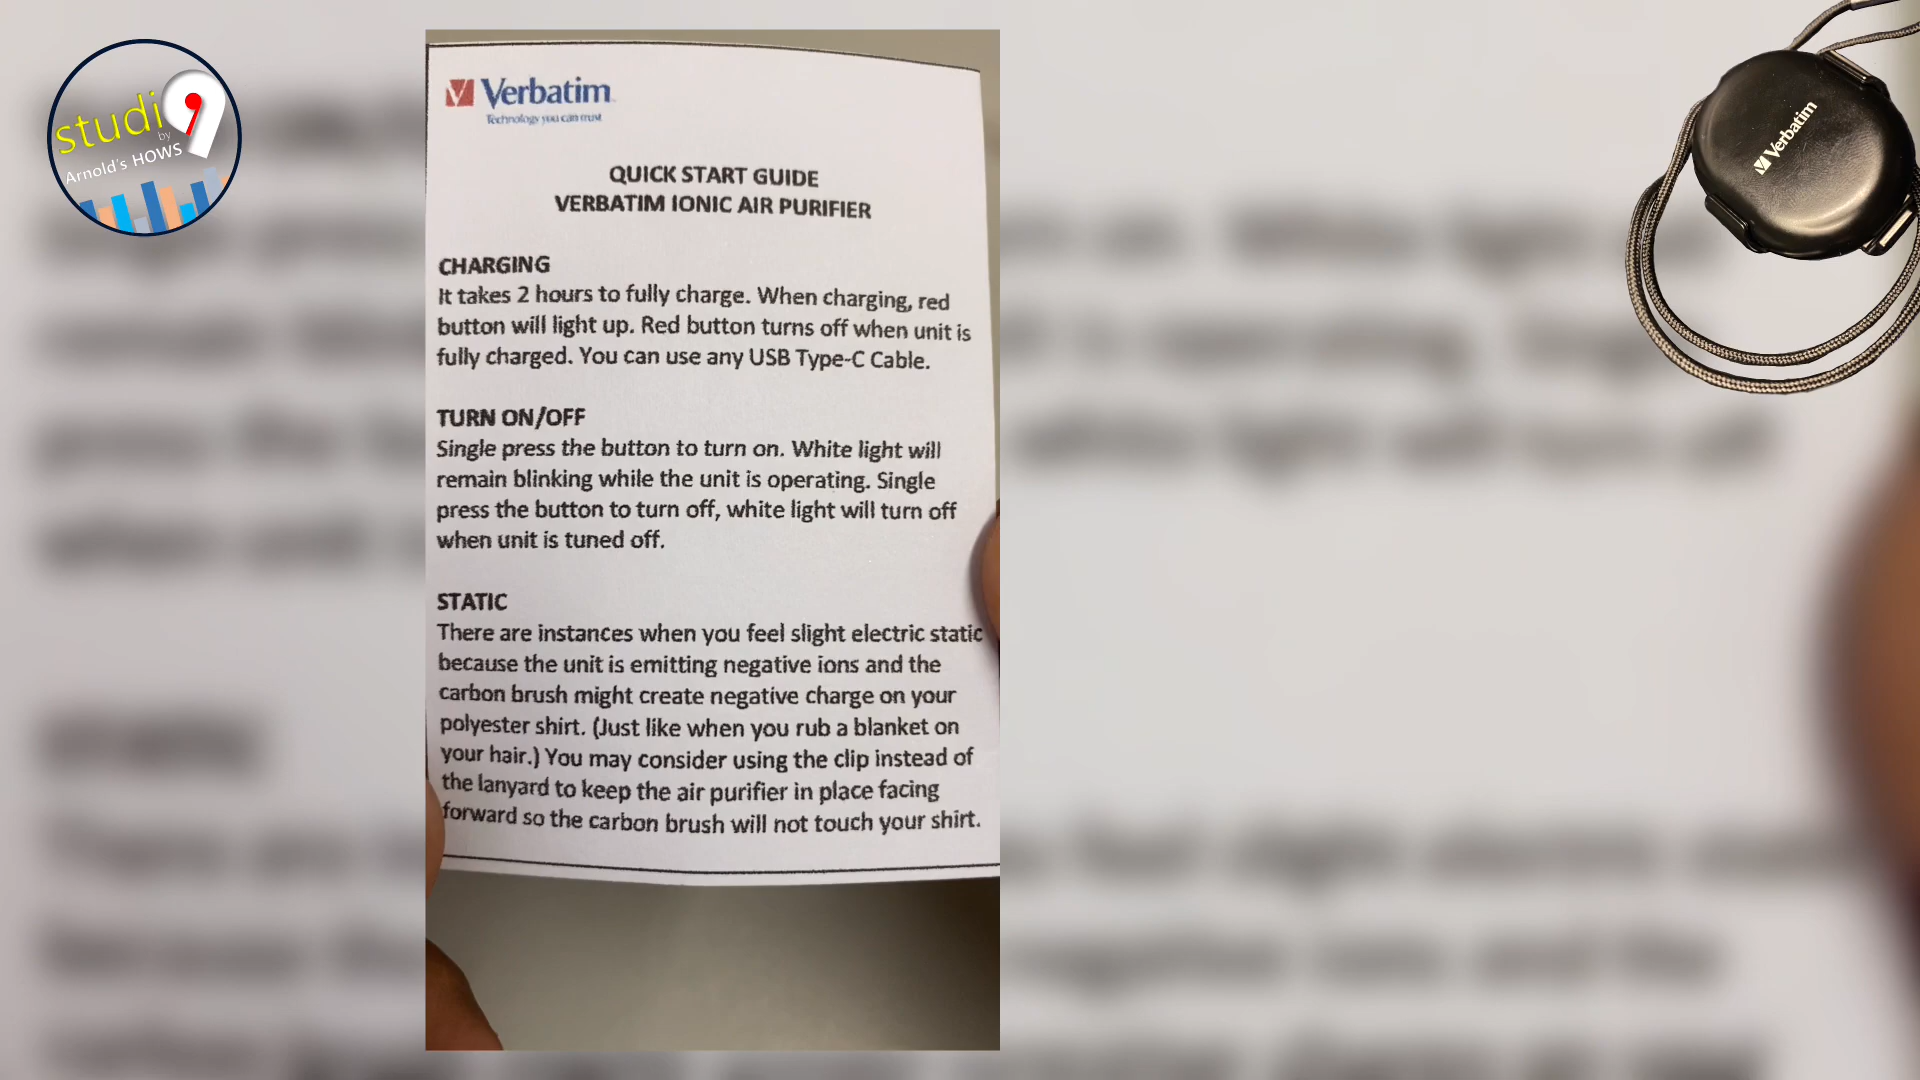 studi9
by
Arnold's HOWS
Verbatim
Technology you can trust
QUICK START GUIDE
VERBATIM IONIC AIR PURIFIER
CHARGING
It takes 2 hours to fully charge. When charging, red
button will light up. Red button turns off when unit is
fully charged. You can use any USB Type-C Cable.
TURN ON/OFF
Single press the button to turn on. White light will
remain blinking while the unit is operating. Single
press the button to turn off, white light will turn off
when unit is tuned off.
STATIC
There are instances when you feel slight electric static
because the unit is emitting negative ions and the
carbon brush might create negative charge on your
polyester shirt. (Just like when you rub a blanket on
your hair.) You may consider using the clip instead of
the lanyard to keep the air purifier in place facing
forward so the carbon brush will not touch your shirt.
Verbatim